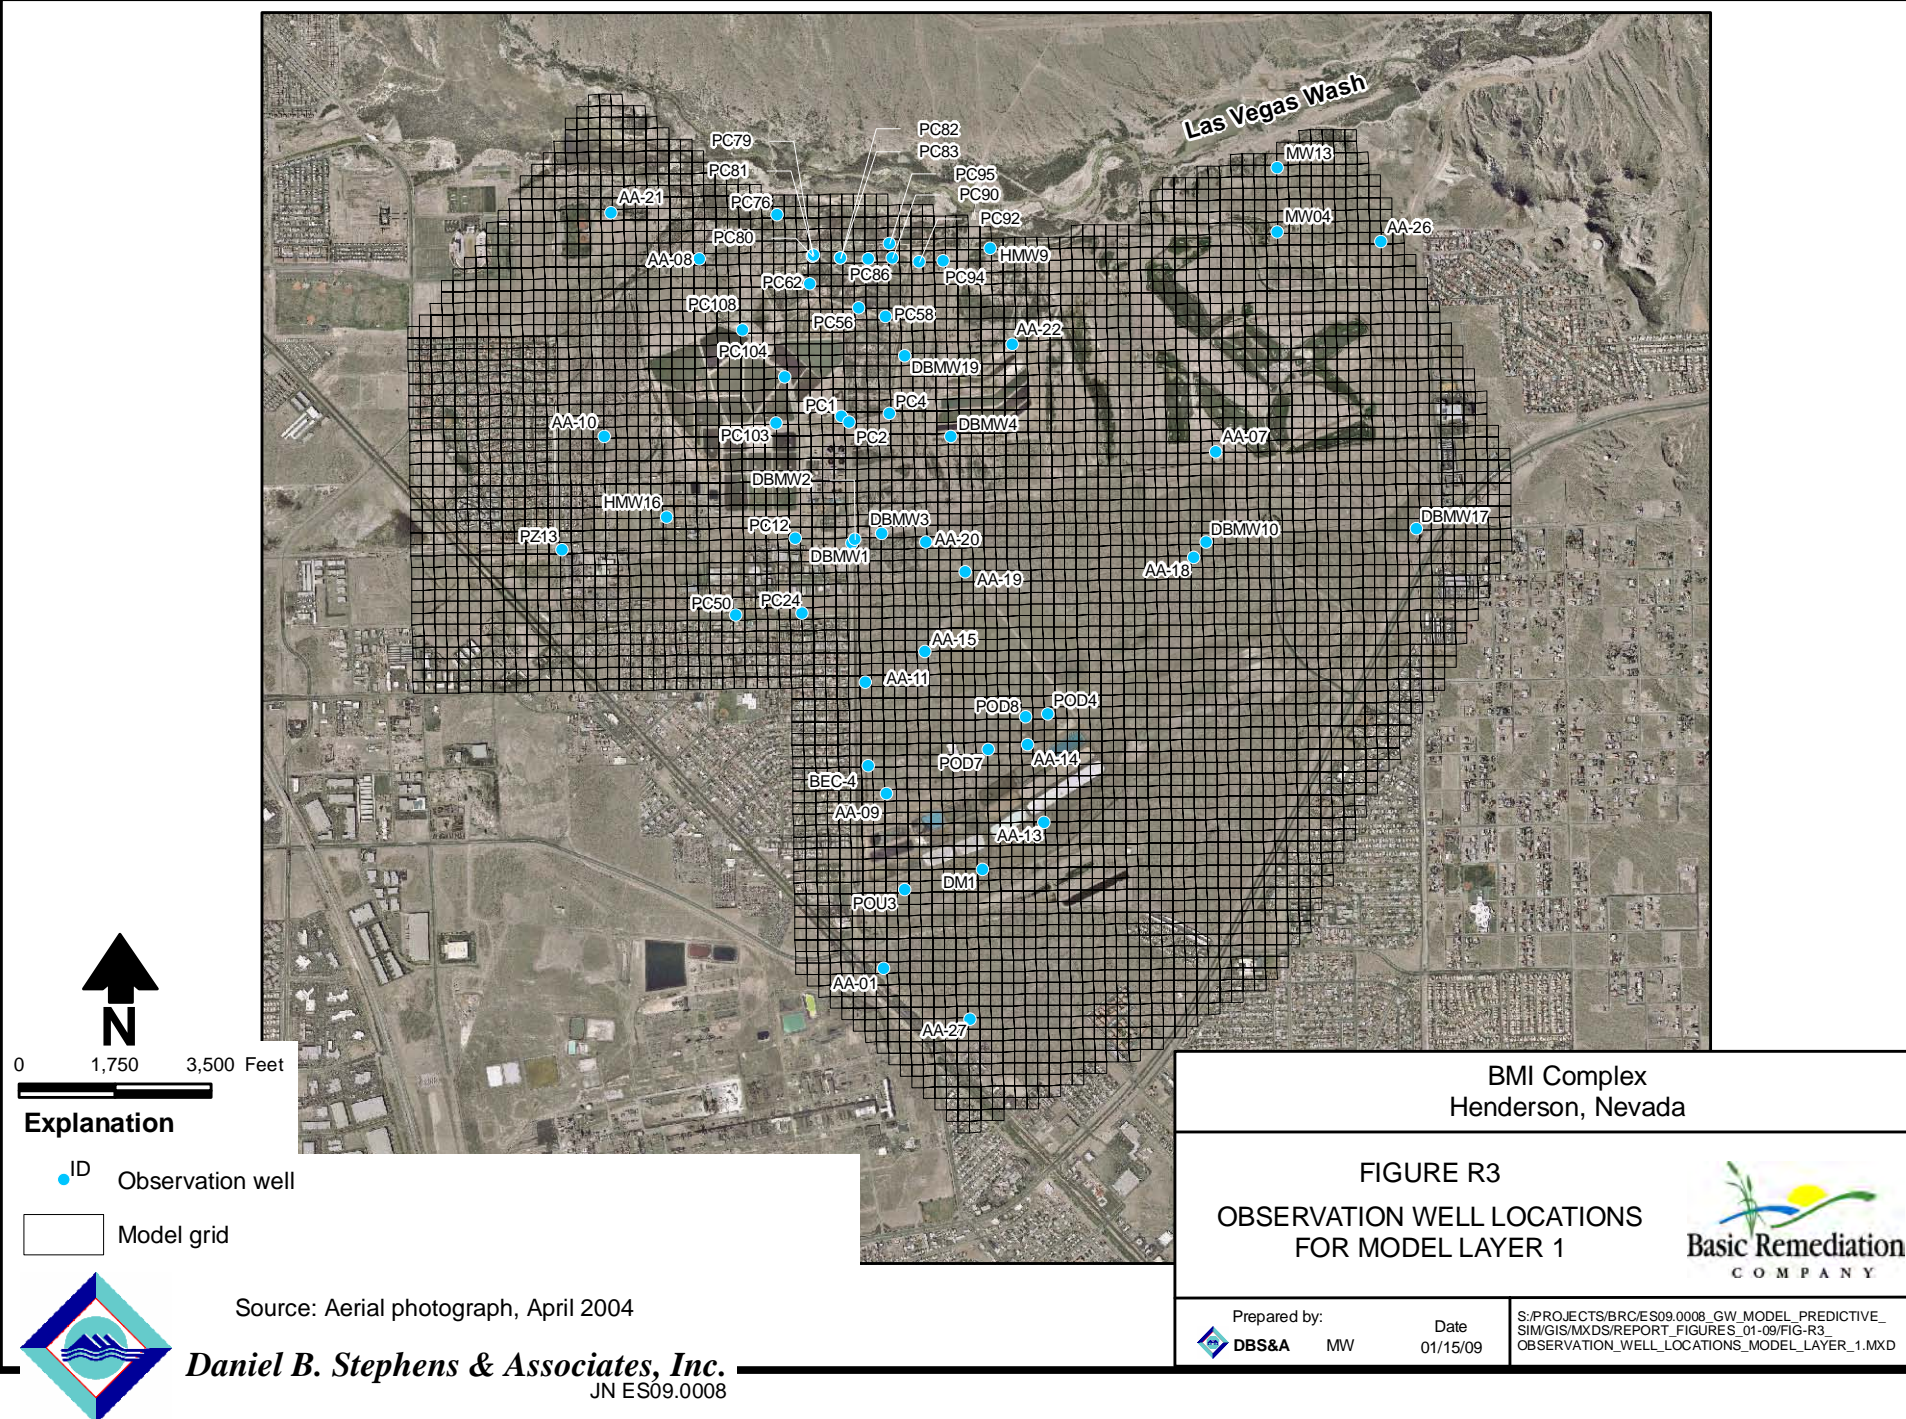 Las Vegas Wash
PC82
PC79
PC83
MW13
PC81
PC95
PC90
AA-21
PC76
PC92
MW04
AA-26
PC80
AA-08
HMW9
PC86
PC94
PC62
PC108
PC56
PC58
AA-22
PC104
DBMW19
PC1
PC4
AA-10
PC103
PC2
DBMW4
AA-07
DBMW2
HMW16
PC12
DBMW3
DBMW10
DBMW17
PZ13
DBMW1
AA-20
AA-18
AA-19
PC50
PC24
AA-15
AA-11
POD8
POD4
POD7
AA-14
BEC-4
AA-09
AA-13
DM1
POU3
AA-01
AA-27
N
0 1,750 3,500 Feet
Explanation
ID
Observation well
Model grid
Source: Aerial photograph, April 2004
Daniel B. Stephens & Associates, Inc.
JN ES09.0008
BMI Complex
Henderson, Nevada
FIGURE R3
OBSERVATION WELL LOCATIONS
FOR MODEL LAYER 1
Basic Remediation
COMPANY
Prepared by:
DBS&A MW
Date
01/15/09
S:/PROJECTS/BRC/ES09.0008_GW_MODEL_PREDICTIVE_
SIM/GIS/MXDS/REPORT_FIGURES_01-09/FIG-R3_
OBSERVATION_WELL_LOCATIONS_MODEL_LAYER_1.MXD